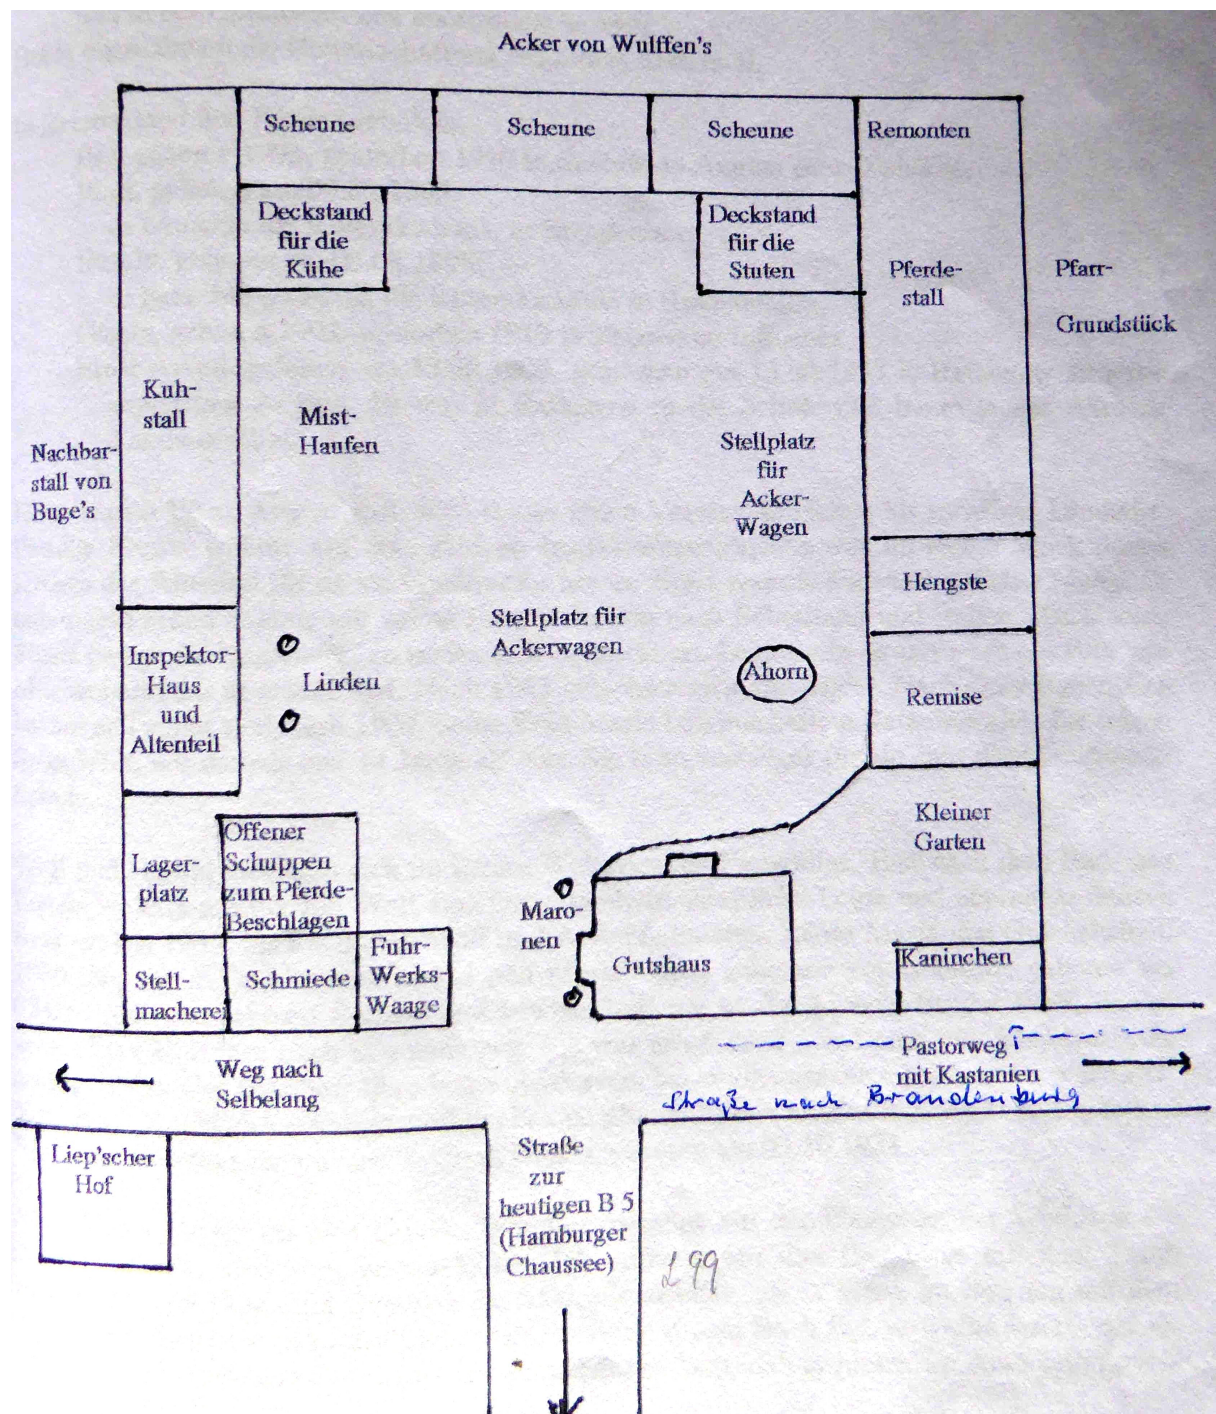 Acker von Wulffen's
Scheune
Scheune
Scheune
Remonten
Deckstand
für die
Kühe
Deckstand
für die
Stuten
Pferde-
stall
Pfarr-
Grundstück
Kuh-
stall
Mist-
Haufen
Stellplatz
für
Acker-
Wagen
Nachbar-
stall von
Buge's
Hengste
Stellplatz für
Ackerwagen
Inspektor-
Haus
und
Altenteil
Linden
Ahorn
Remise
Kleiner
Garten
Lager-
platz
Offener
Schuppen
zum Pferde-
Beschlagen
Maro-
nen
Gutshaus
Kaninchen
Stell-
macherei
Schmiede
Fuhr-
Werks-
Waage
Weg nach
Selbelang
Pastorweg
mit Kastanien
Straße nach Brandenburg
Liep'scher
Hof
Straße
zur
heutigen B 5
(Hamburger
Chaussee)